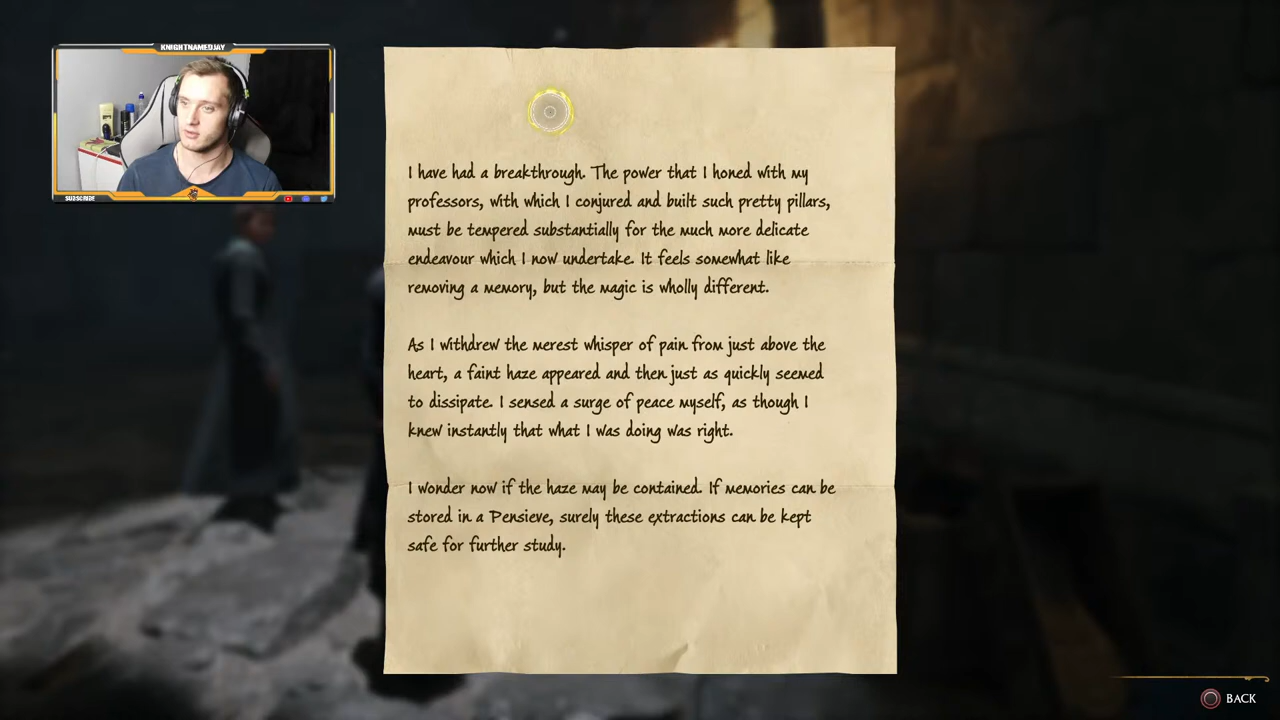 KNIGHTNAMEDJAY
SUBSCRIBE
I have had a breakthrough. The power that I honed with my
professors, with which I conjured and built such pretty pillars,
must be tempered substantially for the much more delicate
endeavour which I now undertake. It feels somewhat like
removing a memory, but the magic is wholly different.
As I withdrew the merest whisper of pain from just above the
heart, a faint haze appeared and then just as quickly seemed
to dissipate. I sensed a surge of peace myself, as though I
knew instantly that what I was doing was right.
I wonder now if the haze may be contained. If memories can be
stored in a Pensieve, surely these extractions can be kept
safe for further study.
BACK